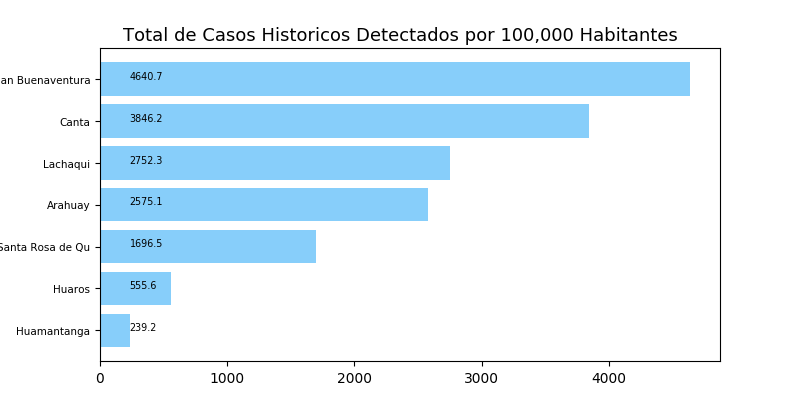 Total de Casos Historicos Detectados por 100,000 Habitantes
an Buenaventura 4640.7
Canta 3846.2
Lachaqui 2752.3
Arahuay 2575.1
Santa Rosa de Qu 1696.5
Huaros 555.6
Huamantanga 239.2
0 1000 2000 3000 4000